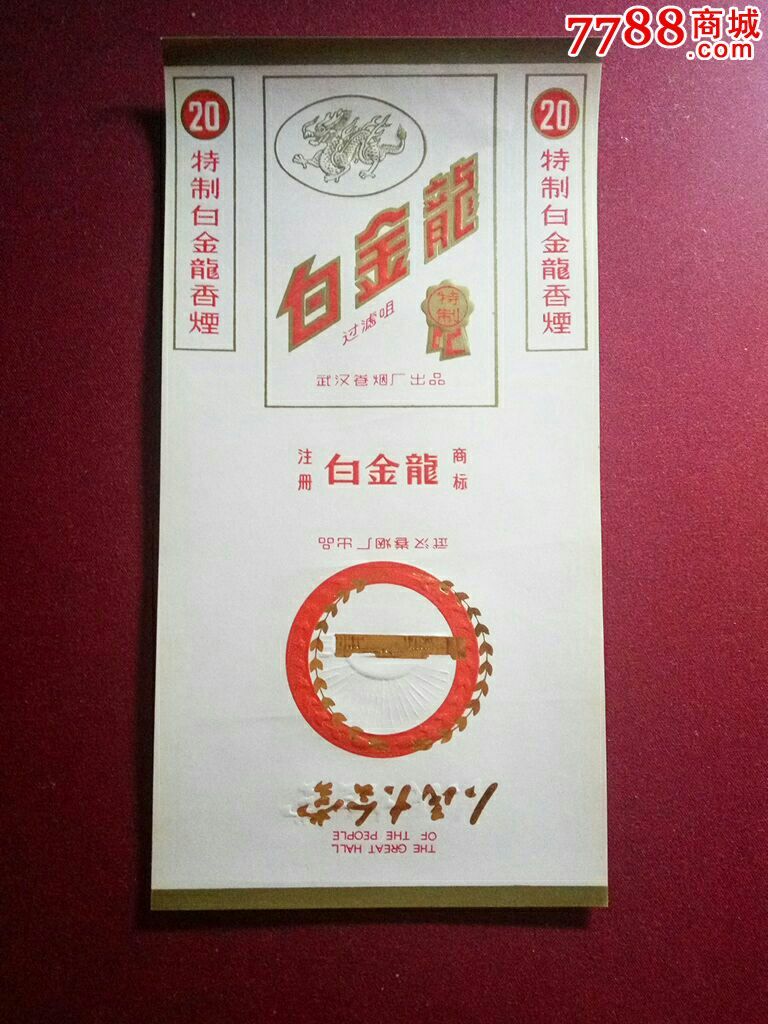 7788商城
.com
20
特制白金龍香煙
白金龍
过滤咀
特制
武汉卷烟厂出品
20
特制白金龍香煙
注册
白金龍
商标
武汉卷烟厂出品
人民大会堂
THE GREAT HALL
OF THE PEOPLE